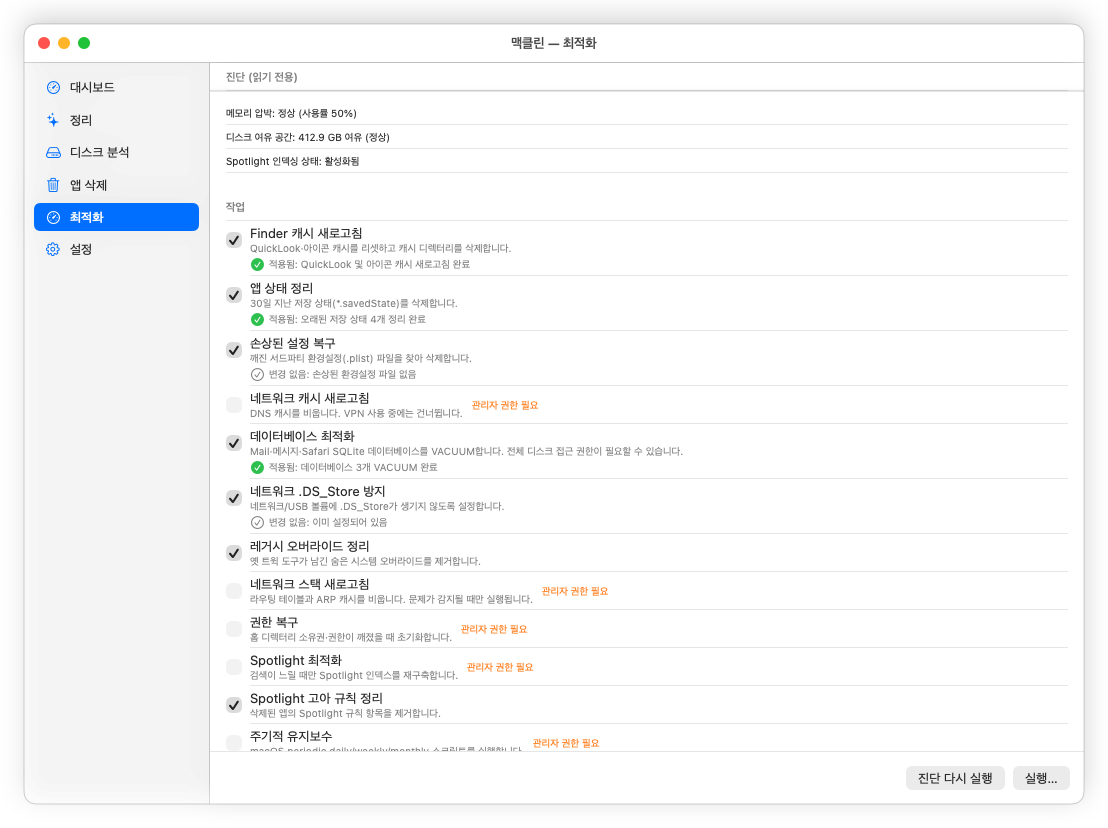 맥클린 — 최적화
대시보드
정리
디스크 분석
앱 삭제
최적화
설정
진단 (읽기 전용)
메모리 압박: 정상 (사용률 50%)
디스크 여유 공간: 412.9 GB 여유 (정상)
Spotlight 인덱싱 상태: 활성화됨
작업
Finder 캐시 새로고침
QuickLook·아이콘 캐시를 리셋하고 캐시 디렉터리를 삭제합니다.
적용됨: QuickLook 및 아이콘 캐시 새로고침 완료
앱 상태 정리
30일 지난 저장 상태(*.savedState)를 삭제합니다.
적용됨: 오래된 저장 상태 4개 정리 완료
손상된 설정 복구
깨진 서드파티 환경설정(.plist) 파일을 찾아 삭제합니다.
변경 없음: 손상된 환경설정 파일 없음
네트워크 캐시 새로고침
DNS 캐시를 비웁니다. VPN 사용 중에는 건너뜁니다.
관리자 권한 필요
데이터베이스 최적화
Mail·메시지·Safari SQLite 데이터베이스를 VACUUM합니다. 전체 디스크 접근 권한이 필요할 수 있습니다.
적용됨: 데이터베이스 3개 VACUUM 완료
네트워크 .DS_Store 방지
네트워크/USB 볼륨에 .DS_Store가 생기지 않도록 설정합니다.
변경 없음: 이미 설정되어 있음
레거시 오버라이드 정리
옛 트윅 도구가 남긴 숨은 시스템 오버라이드를 제거합니다.
네트워크 스택 새로고침
라우팅 테이블과 ARP 캐시를 비웁니다. 문제가 감지될 때만 실행됩니다.
관리자 권한 필요
권한 복구
홈 디렉터리 소유권·권한이 깨졌을 때 초기화합니다.
관리자 권한 필요
Spotlight 최적화
검색이 느릴 때만 Spotlight 인덱스를 재구축합니다.
관리자 권한 필요
Spotlight 고아 규칙 정리
삭제된 앱의 Spotlight 규칙 항목을 제거합니다.
주기적 유지보수
macOS periodic daily/weekly/monthly 스크립트를 실행합니다.
관리자 권한 필요
진단 다시 실행
실행...